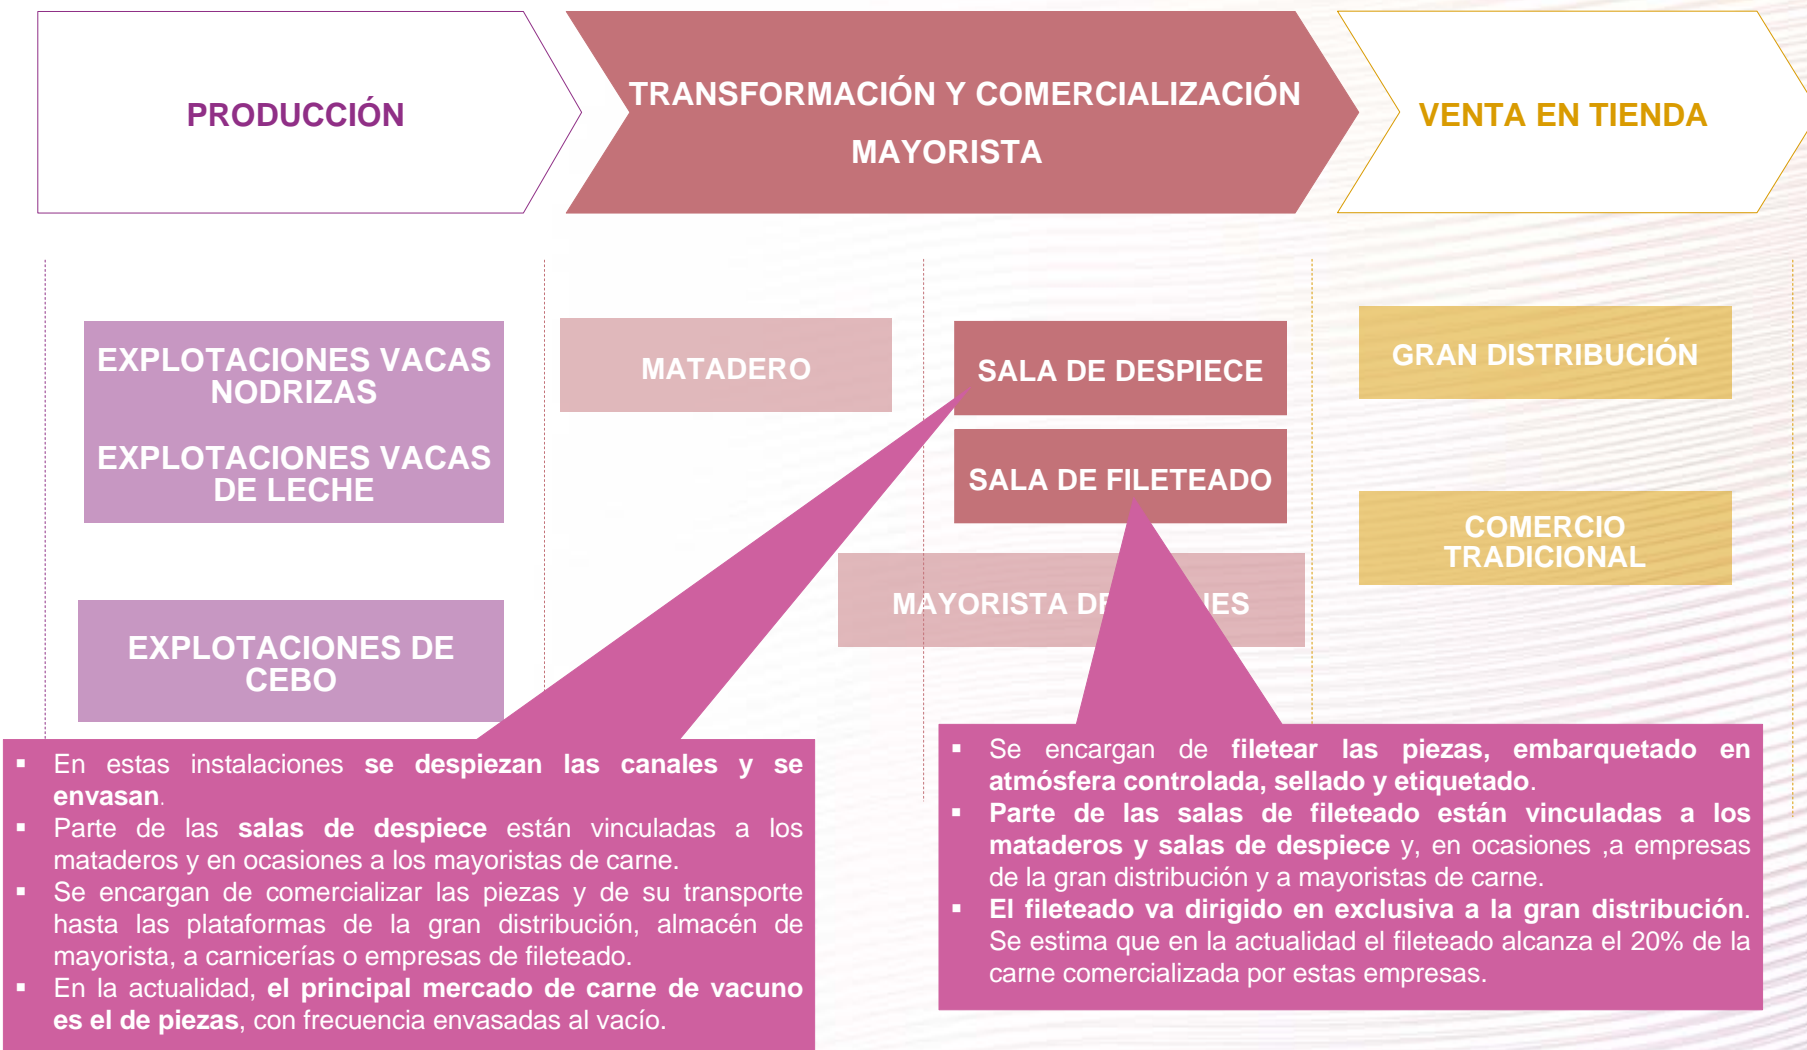 PRODUCCIÓN
TRANSFORMACIÓN Y COMERCIALIZACIÓN
MAYORISTA
VENTA EN TIENDA
EXPLOTACIONES VACAS
NODRIZAS
EXPLOTACIONES VACAS
DE LECHE
EXPLOTACIONES DE
CEBO
MATADERO
SALA DE DESPIECE
SALA DE FILETEADO
MAYORISTA DE
GRAN DISTRIBUCIÓN
COMERCIO
TRADICIONAL
▪ En estas instalaciones se despiezan las canales y se
envasan.
▪ Parte de las salas de despiece están vinculadas a los
mataderos y en ocasiones a los mayoristas de carne.
▪ Se encargan de comercializar las piezas y de su transporte
hasta las plataformas de la gran distribución, almacén de
mayorista, a carnicerías o empresas de fileteado.
▪ En la actualidad, el principal mercado de carne de vacuno
es el de piezas, con frecuencia envasadas al vacío.
▪ Se encargan de filetear las piezas, embarquetado en
atmósfera controlada, sellado y etiquetado.
▪ Parte de las salas de fileteado están vinculadas a los
mataderos y salas de despiece y, en ocasiones ,a empresas
de la gran distribución y a mayoristas de carne.
▪ El fileteado va dirigido en exclusiva a la gran distribución.
Se estima que en la actualidad el fileteado alcanza el 20% de la
carne comercializada por estas empresas.